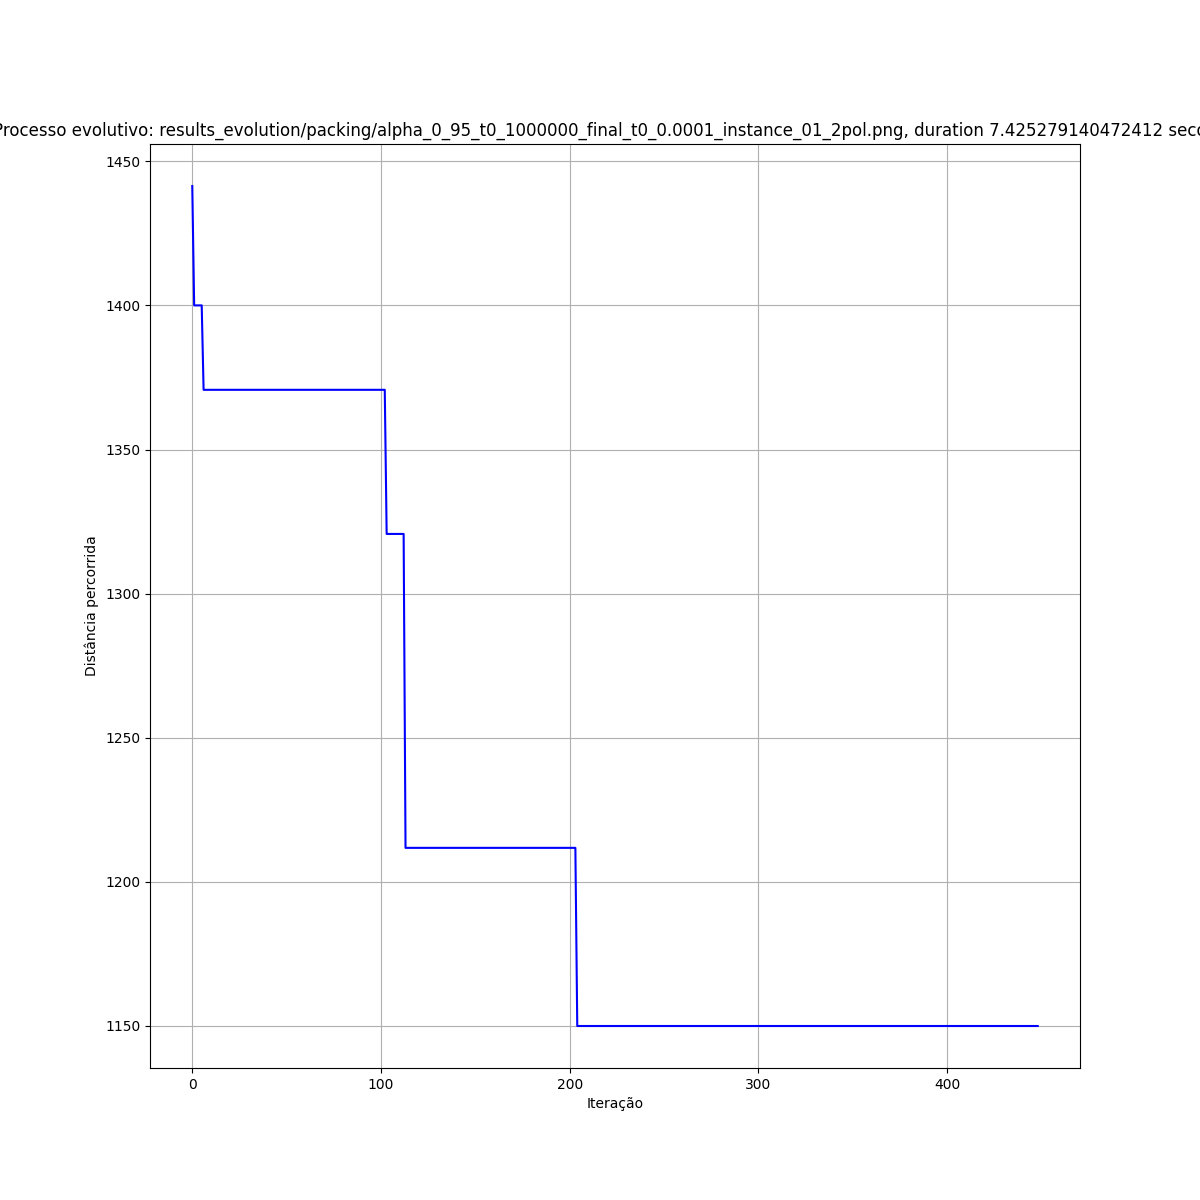 Processo evolutivo: results_evolution/packing/alpha_0_95_t0_1000000_final_t0_0.0001_instance_01_2pol.png, duration 7.425279140472412
1450
1400
1350
1300
1250
1200
1150
Distância percorrida
0 100 200 300 400
Iteração